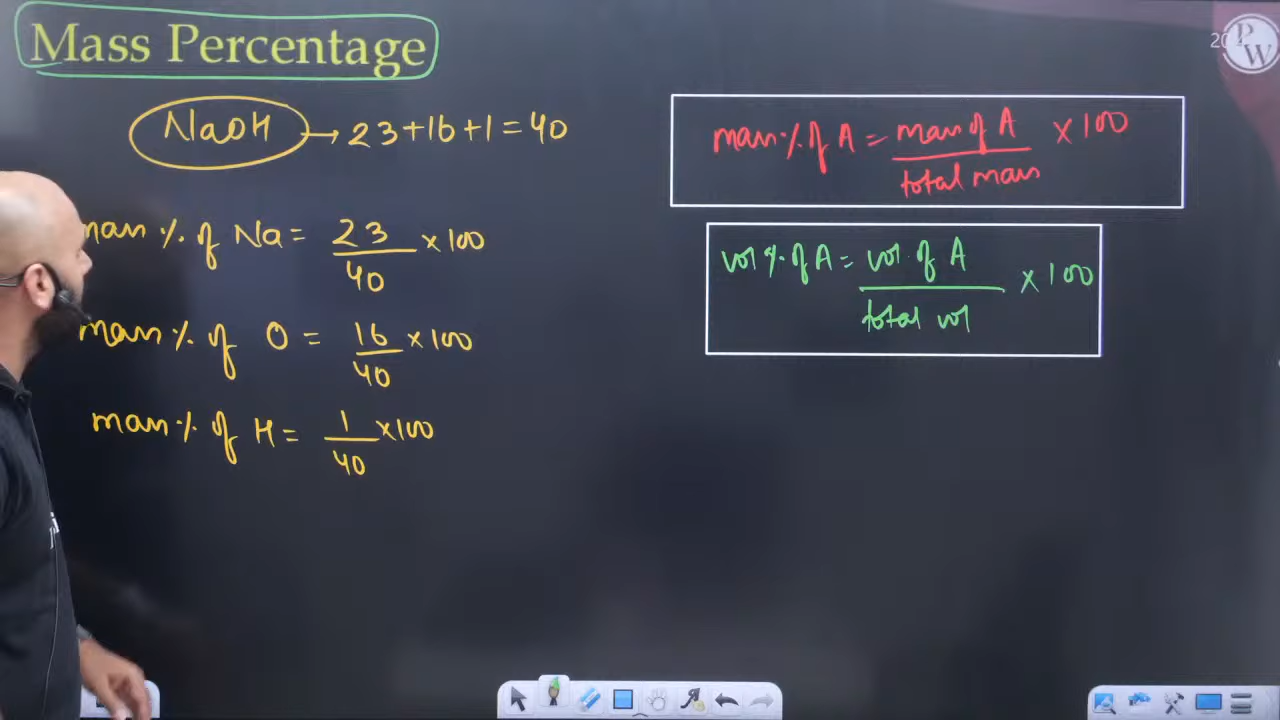 Mass Percentage
NaOH → 23+16+1=40
mass % of Na = 23/40 ×100
mass % of O = 16/40 ×100
mass % of H = 1/40 ×100
mass % of A = mass of A/total mass ×100
vol % of A = vol. of A/total vol ×100
PW